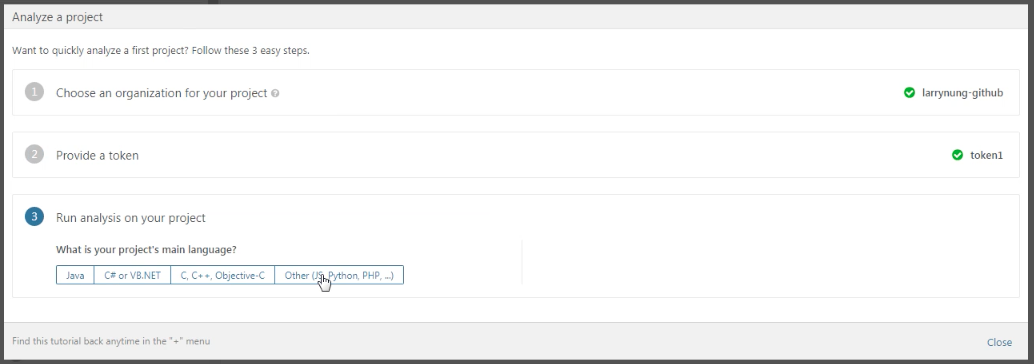 Analyze a project
Want to quickly analyze a first project? Follow these 3 easy steps.
1 Choose an organization for your project ? larrynung-github
2 Provide a token token1
3 Run analysis on your project
What is your project's main language?
Java C# or VB.NET C, C++, Objective-C Other (JS, Python, PHP, ...)
Find this tutorial back anytime in the "+" menu Close